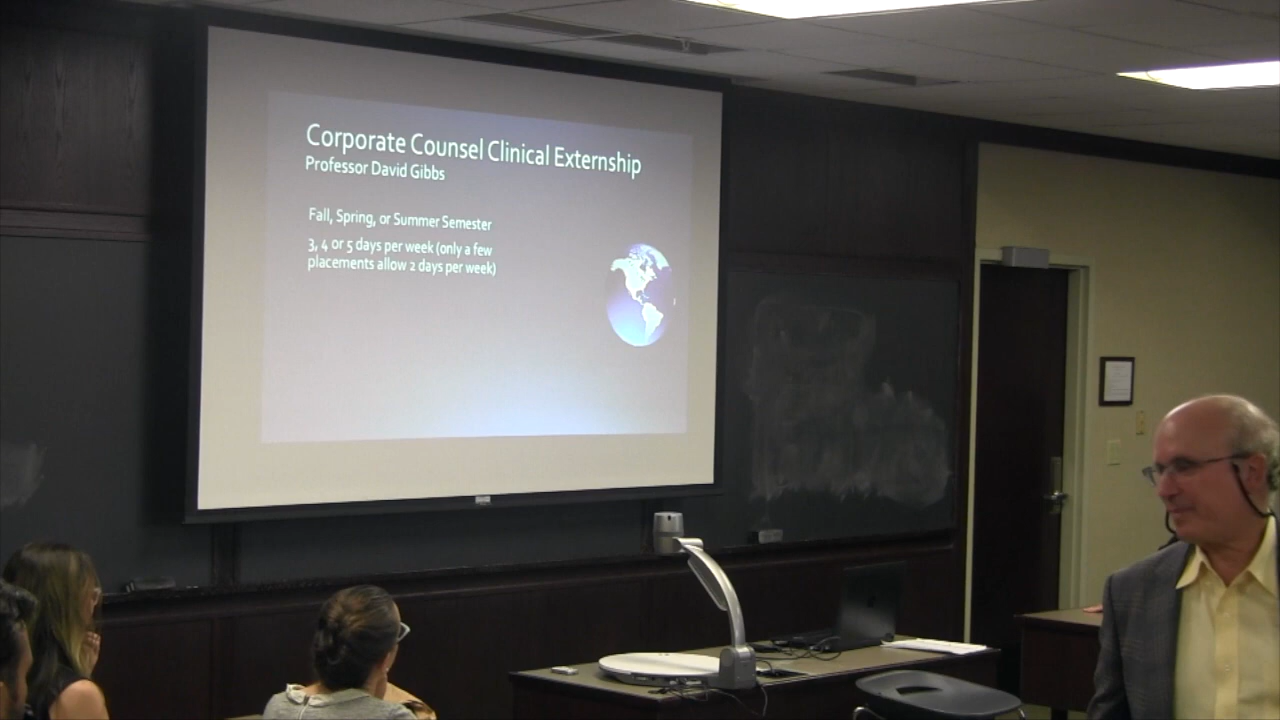 Corporate Counsel Clinical Externship
Professor David Gibbs
Fall, Spring, or Summer Semester
3, 4 or 5 days per week (only a few
placements allow 2 days per week)